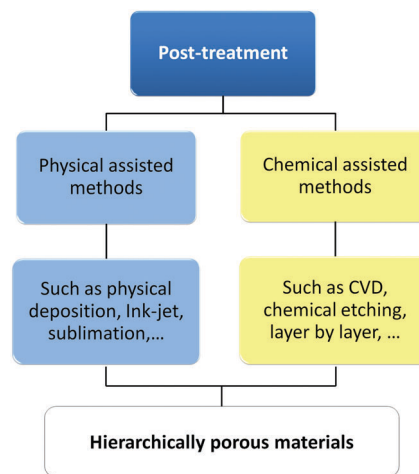 Post-treatment
Physical assisted
methods
Chemical assisted
methods
Such as physical
deposition, Ink-jet,
sublimation,...
Such as CVD,
chemical etching,
layer by layer, ...
Hierarchically porous materials